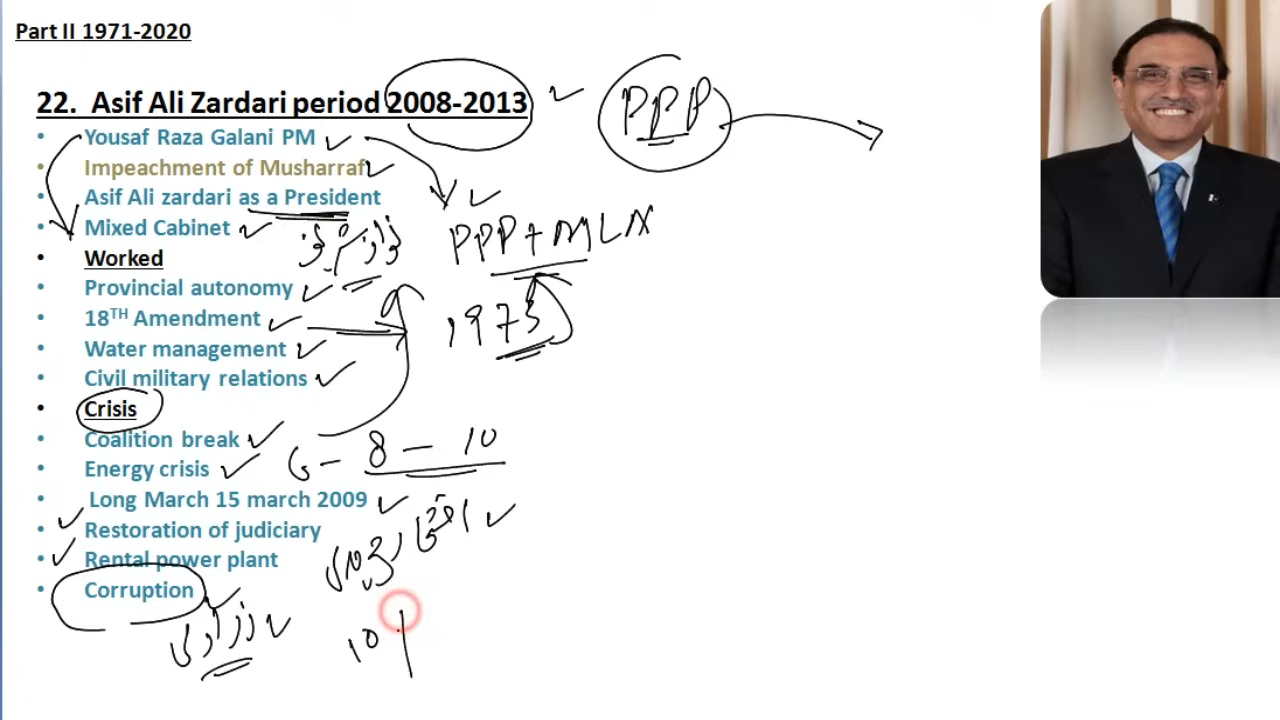 Part II 1971-2020
22. Asif Ali Zardari period 2008-2013
PPP
• Yousaf Raza Galani PM
• Impeachment of Musharraf
• Asif Ali zardari as a President
• Mixed Cabinet
PPP + MLN
• Worked
• Provincial autonomy
• 18TH Amendment
1973
• Water management
• Civil military relations
• Crisis
• Coalition break
8 – 10
• Energy crisis
• Long March 15 march 2009
• Restoration of judiciary
• Rental power plant
• Corruption
10